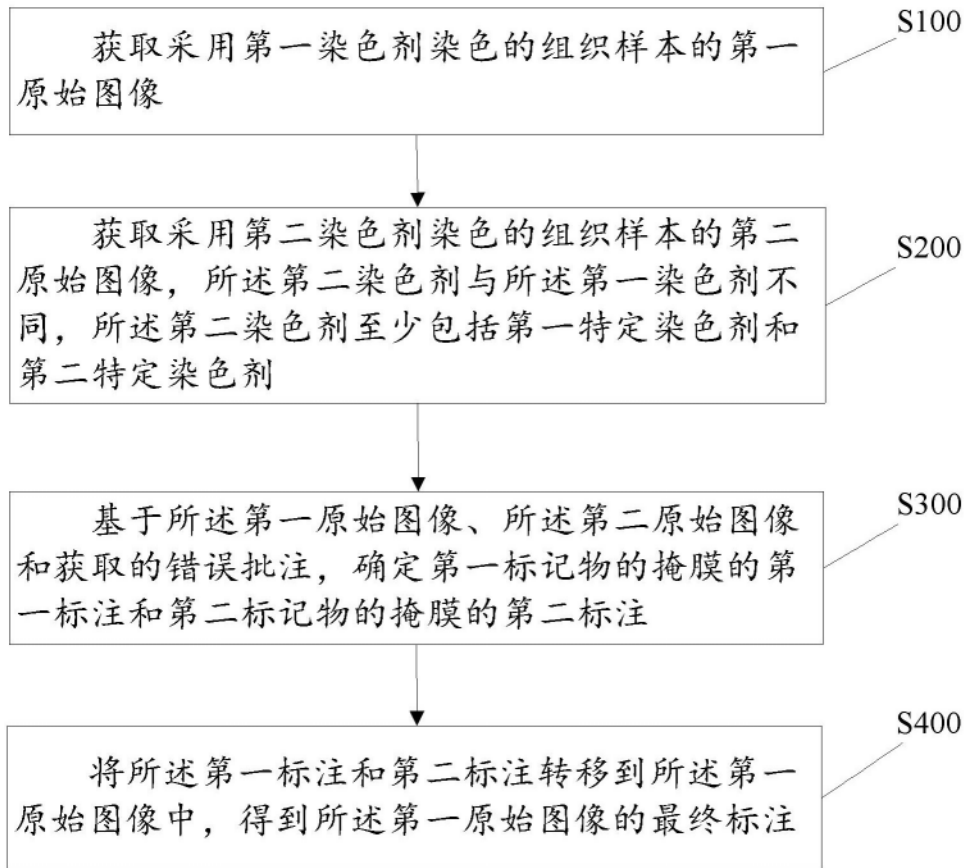 S100
获取采用第一染色剂染色的组织样本的第一
原始图像
S200
获取采用第二染色剂染色的组织样本的第二
原始图像，所述第二染色剂与所述第一染色剂不
同，所述第二染色剂至少包括第一特定染色剂和
第二特定染色剂
S300
基于所述第一原始图像、所述第二原始图像
和获取的错误批注，确定第一标记物的掩膜的第
一标注和第二标记物的掩膜的第二标注
S400
将所述第一标注和第二标注转移到所述第一
原始图像中，得到所述第一原始图像的最终标注